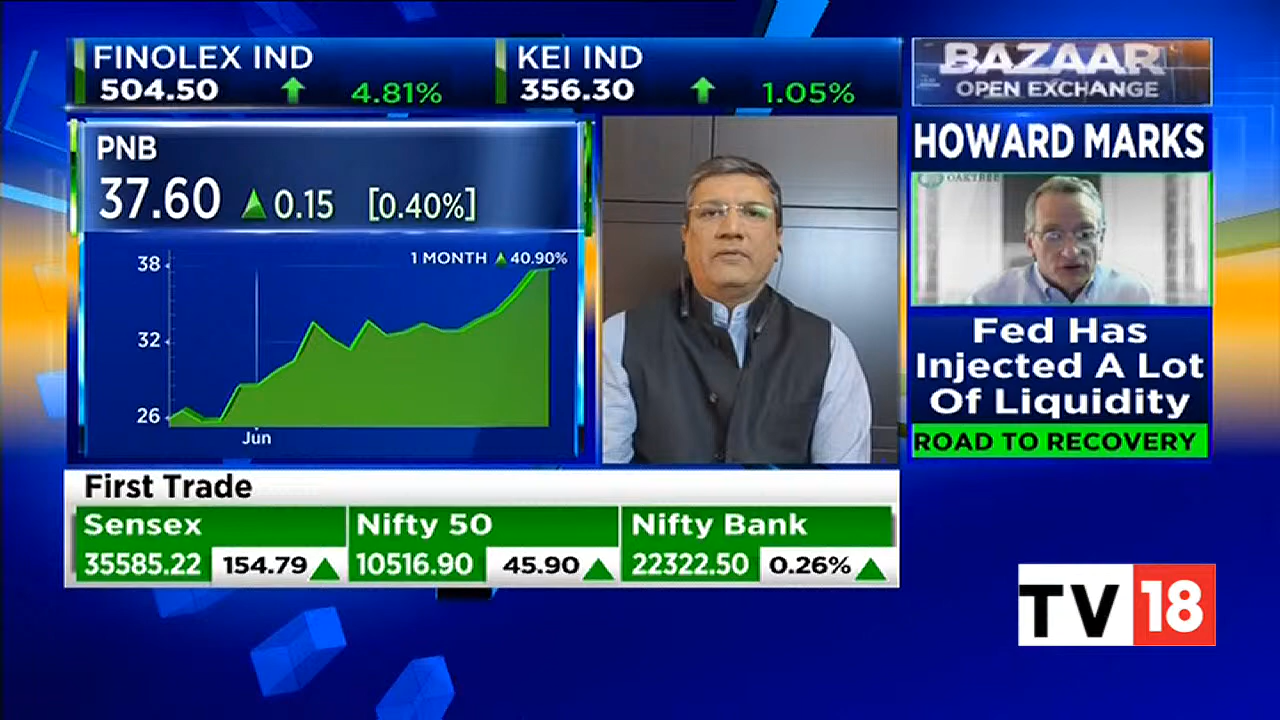 FINOLEX IND
504.50 4.81%
KEI IND
356.30 1.05%
BAZAAR
OPEN EXCHANGE
PNB
37.60 0.15 [0.40%]
1 MONTH 40.90%
38
32
26
Jun
HOWARD MARKS
OAKTREE
Fed Has
Injected A Lot
Of Liquidity
ROAD TO RECOVERY
First Trade
Sensex
35585.22 154.79
Nifty 50
10516.90 45.90
Nifty Bank
22322.50 0.26%
TV 18